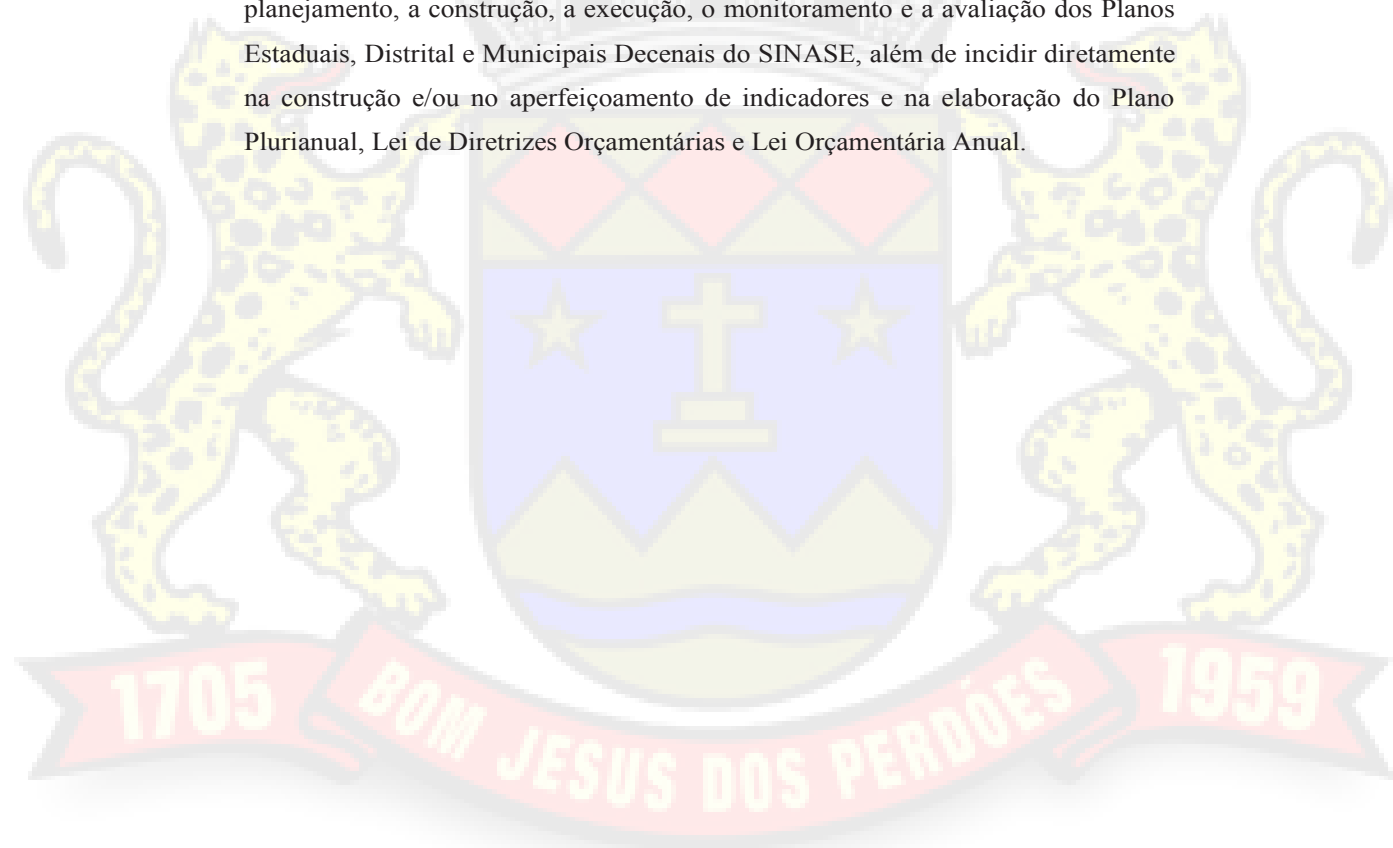 planejamento, a construção, a execução, o monitoramento e a avaliação dos Planos
Estaduais, Distrital e Municipais Decenais do SINASE, além de incidir diretamente
na construção e/ou no aperfeiçoamento de indicadores e na elaboração do Plano
Plurianual, Lei de Diretrizes Orçamentárias e Lei Orçamentária Anual.
1705 BOM JESUS DOS PERDÕES 1959